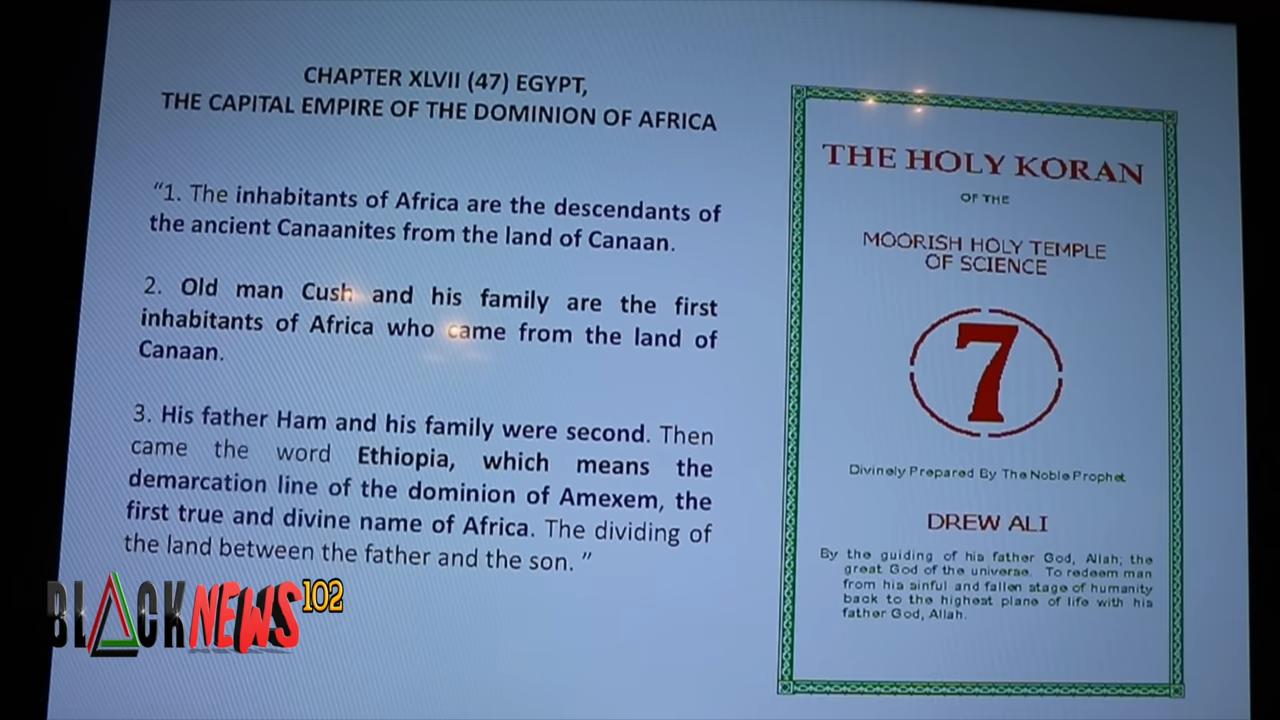 CHAPTER XLVII (47) EGYPT,
THE CAPITAL EMPIRE OF THE DOMINION OF AFRICA
“1. The inhabitants of Africa are the descendants of
the ancient Canaanites from the land of Canaan.
2. Old man Cush and his family are the first
inhabitants of Africa who came from the land of
Canaan.
3. His father Ham and his family were second. Then
came the word Ethiopia, which means the
demarcation line of the dominion of Amexem, the
first true and divine name of Africa. The dividing of
the land between the father and the son. ”
THE HOLY KORAN
OF THE
MOORISH HOLY TEMPLE
OF SCIENCE
7
Divinely Prepared By The Noble Prophet
DREW ALI
By the guiding of his father God, Allah; the
great God of the universe. To redeem man
from his sinful and fallen stage of humanity
back to the highest plane of life with his
father God, Allah.
BLACK NEWS 102